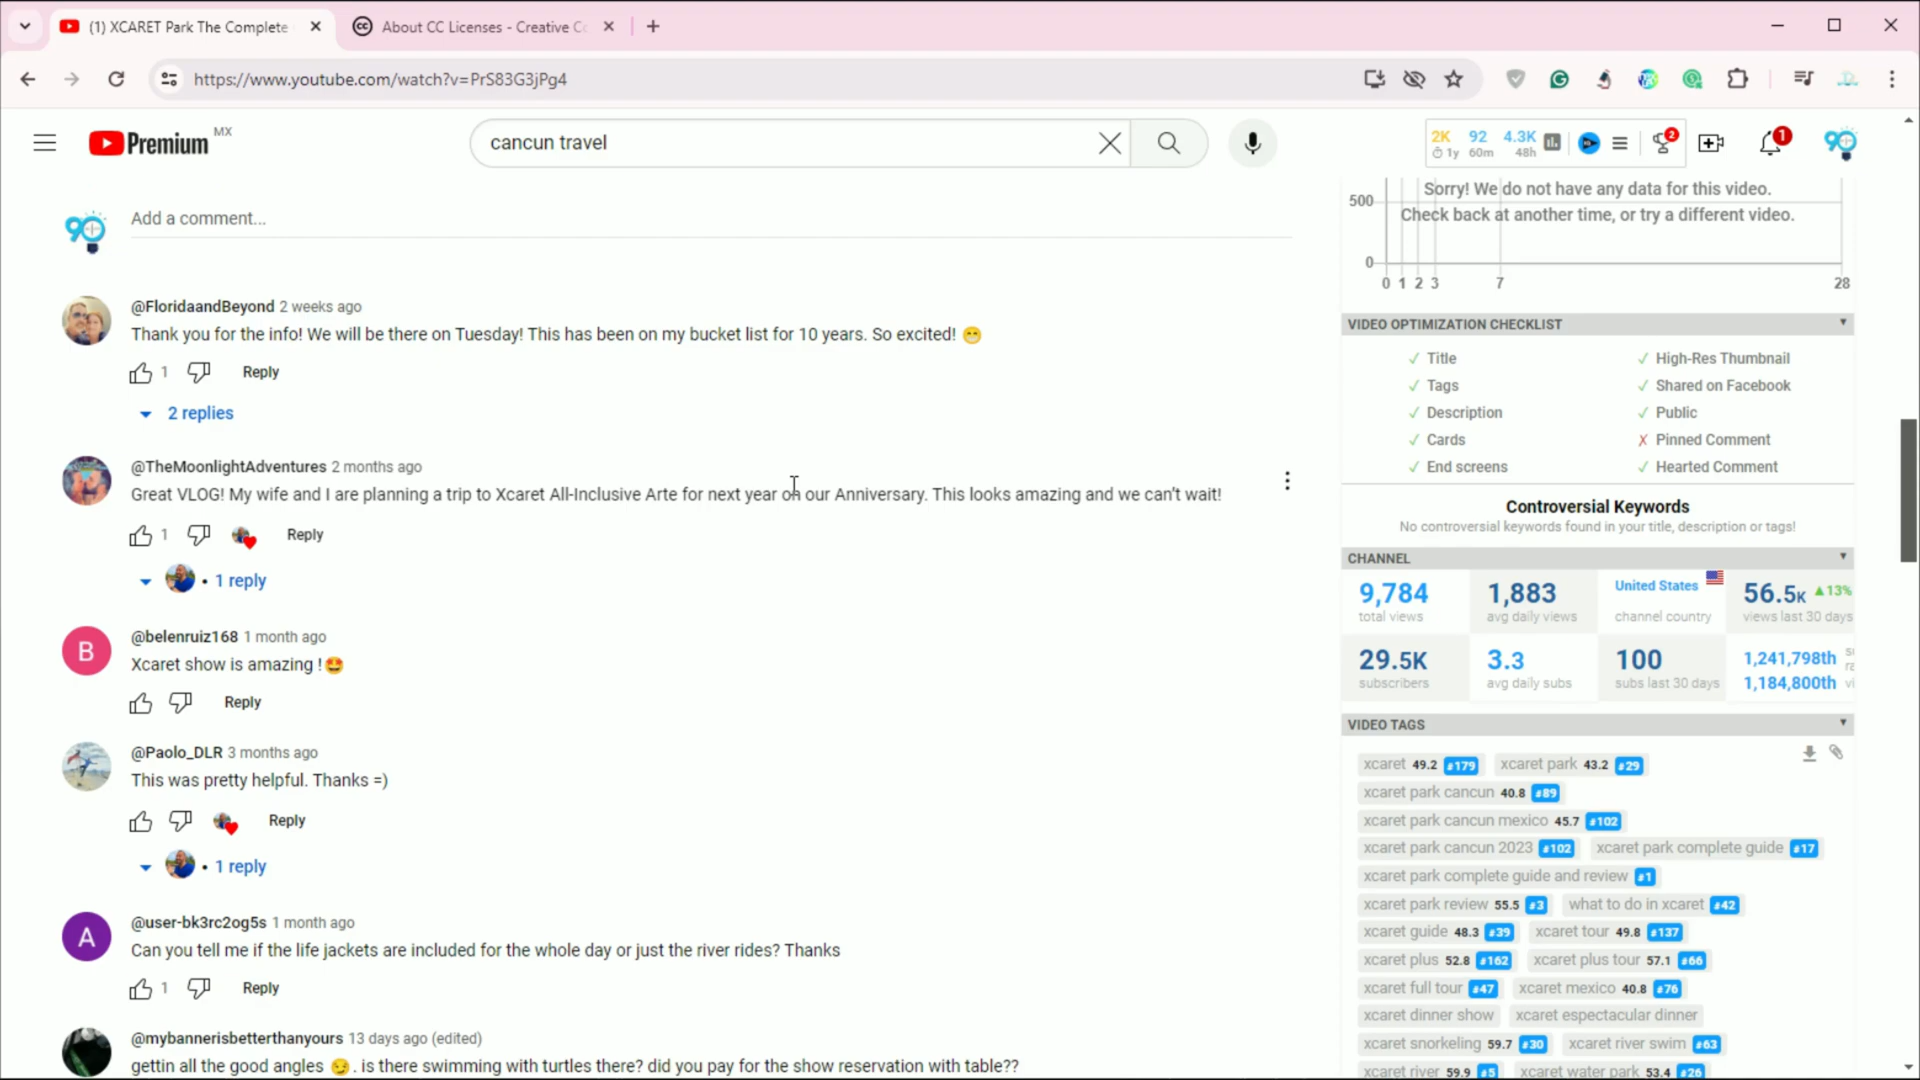 (1) XCARET Park The Complete
About CC Licenses - Creative Co
https://www.youtube.com/watch?v=PrS83G3jPg4
Premium MX
cancun travel
2K 92 4.3K
1y 60m 48h
2
1
Add a comment...
@FloridaandBeyond 2 weeks ago
Thank you for the info! We will be there on Tuesday! This has been on my bucket list for 10 years. So excited! 😁
1 Reply
2 replies
@TheMoonlightAdventures 2 months ago
Great VLOG! My wife and I are planning a trip to Xcaret All-Inclusive Arte for next year on our Anniversary. This looks amazing and we can't wait!
1 Reply
• 1 reply
B
@belenruiz168 1 month ago
Xcaret show is amazing !🤩
Reply
@Paolo_DLR 3 months ago
This was pretty helpful. Thanks =)
Reply
• 1 reply
A
@user-bk3rc2og5s 1 month ago
Can you tell me if the life jackets are included for the whole day or just the river rides? Thanks
1 Reply
@mybannerisbetterthanyours 13 days ago (edited)
gettin all the good angles 😏. is there swimming with turtles there? did you pay for the show reservation with table??
Sorry! We do not have any data for this video.
500
Check back at another time, or try a different video.
0
0 1 2 3 7 28
VIDEO OPTIMIZATION CHECKLIST
✓ Title ✓ High-Res Thumbnail
✓ Tags ✓ Shared on Facebook
✓ Description ✓ Public
✓ Cards ✗ Pinned Comment
✓ End screens ✓ Hearted Comment
Controversial Keywords
No controversial keywords found in your title, description or tags!
CHANNEL
9,784 1,883 United States 56.5K ▲13%
total views avg daily views channel country views last 30 days
29.5K 3.3 100 1,241,798th
subscribers avg daily subs subs last 30 days 1,184,800th
VIDEO TAGS
xcaret 49.2 #179 xcaret park 43.2 #29
xcaret park cancun 40.8 #89
xcaret park cancun mexico 45.7 #102
xcaret park cancun 2023 #102 xcaret park complete guide #17
xcaret park complete guide and review #1
xcaret park review 55.5 #3 what to do in xcaret #42
xcaret guide 48.3 #39 xcaret tour 49.8 #137
xcaret plus 52.8 #162 xcaret plus tour 57.1 #66
xcaret full tour #47 xcaret mexico 40.8 #76
xcaret dinner show xcaret espectacular dinner
xcaret snorkeling 59.7 #30 xcaret river swim #63
xcaret river 59.9 #5 xcaret water park 53.4 #26